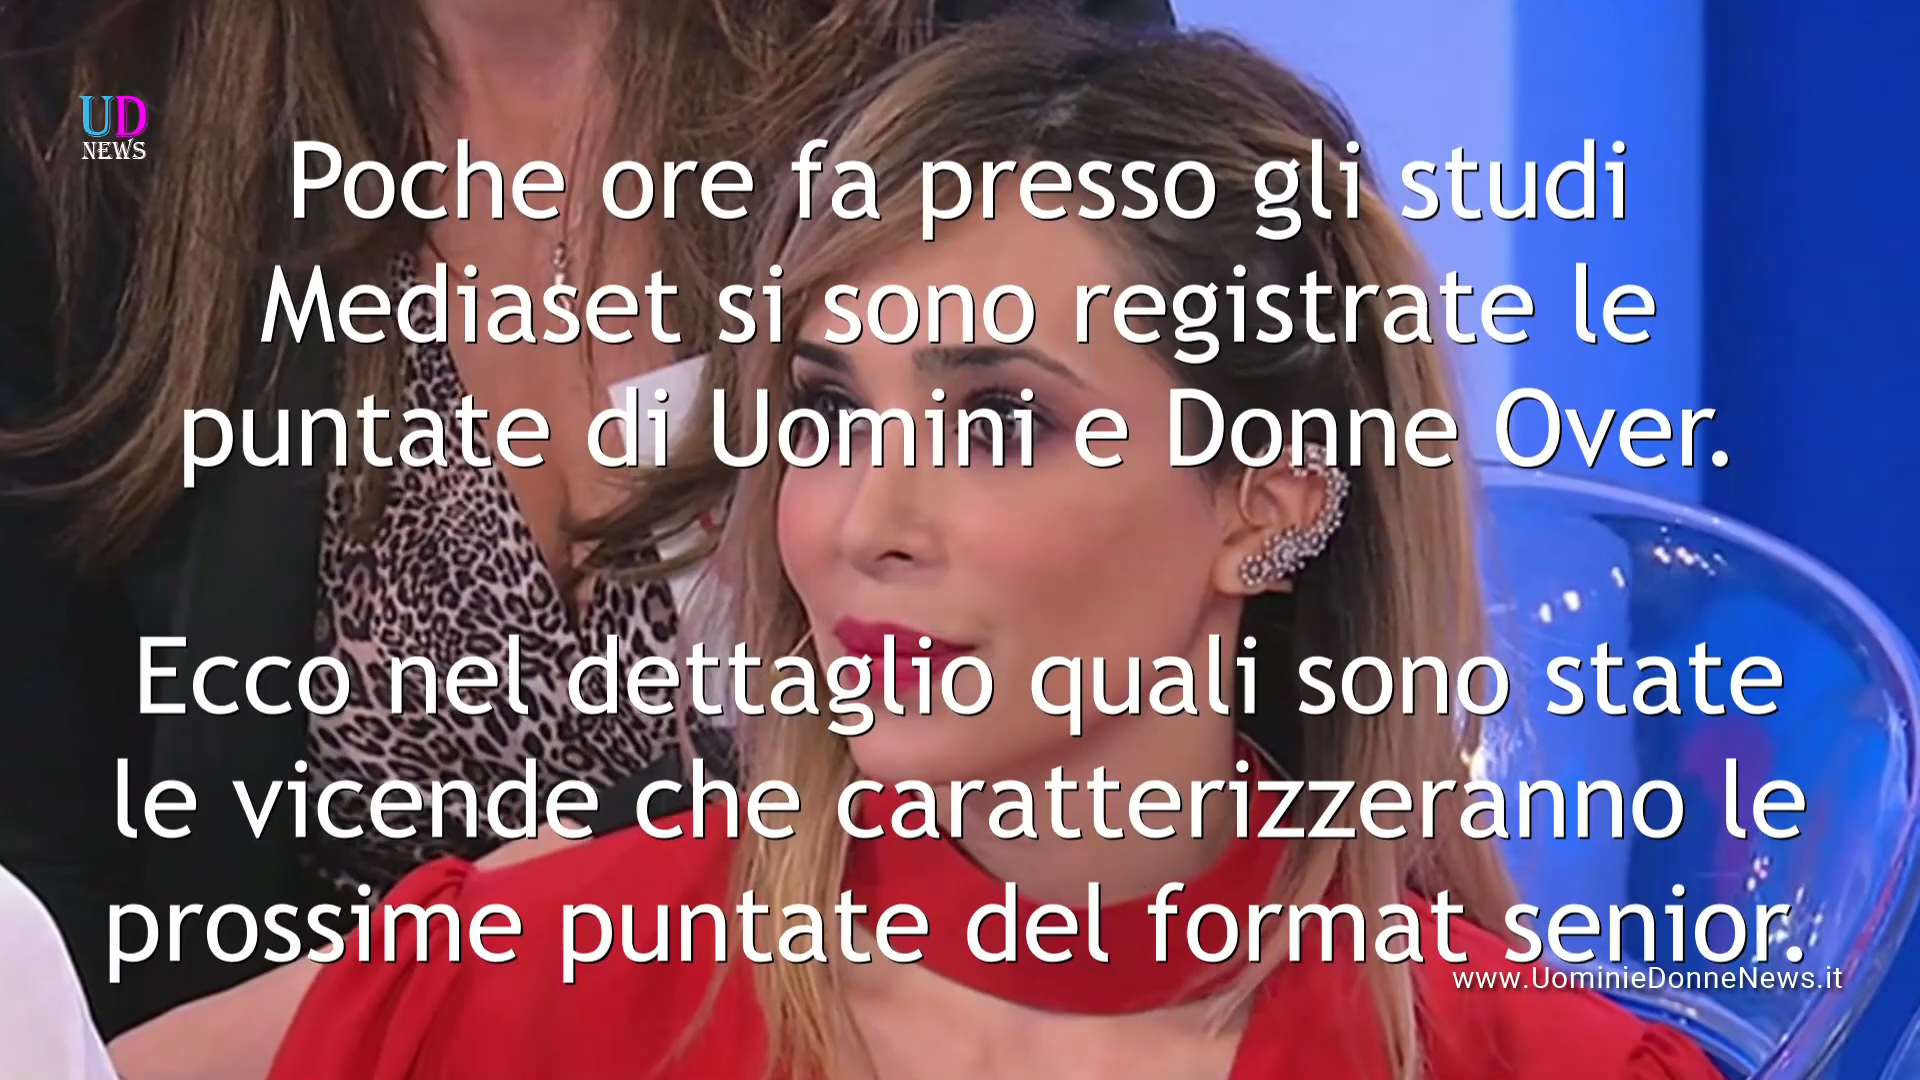 UD
NEWS
Poche ore fa presso gli studi
Mediaset si sono registrate le
puntate di Uomini e Donne Over.
Ecco nel dettaglio quali sono state
le vicende che caratterizzeranno le
prossime puntate del format senior.
www.UominieDonneNews.it